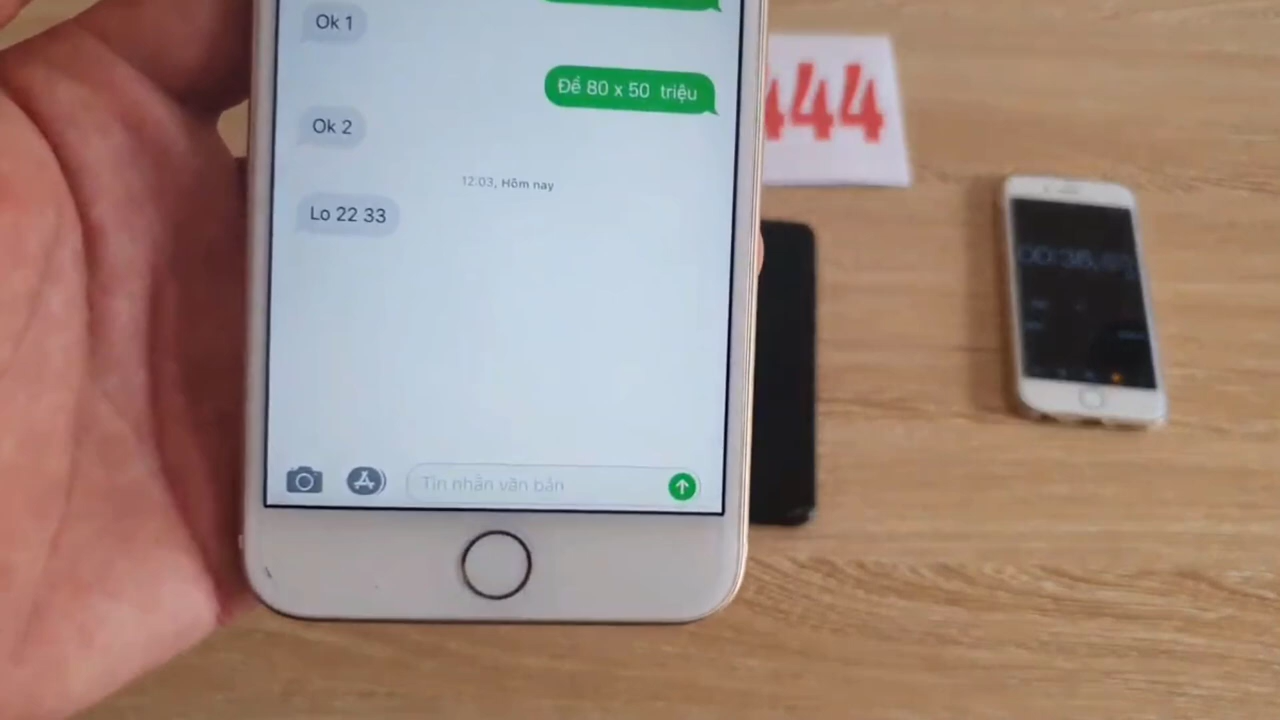 Ok 1
Đề 80 x 50 triệu
Ok 2
12:03, Hôm nay
Lo 22 33
Tin nhắn văn bản
444